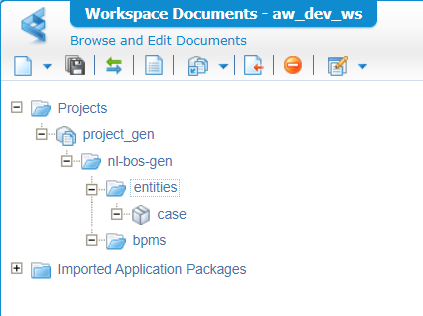 Workspace Documents - aw_dev_ws
Browse and Edit Documents
Projects
project_gen
nl-bos-gen
entities
case
bpms
Imported Application Packages